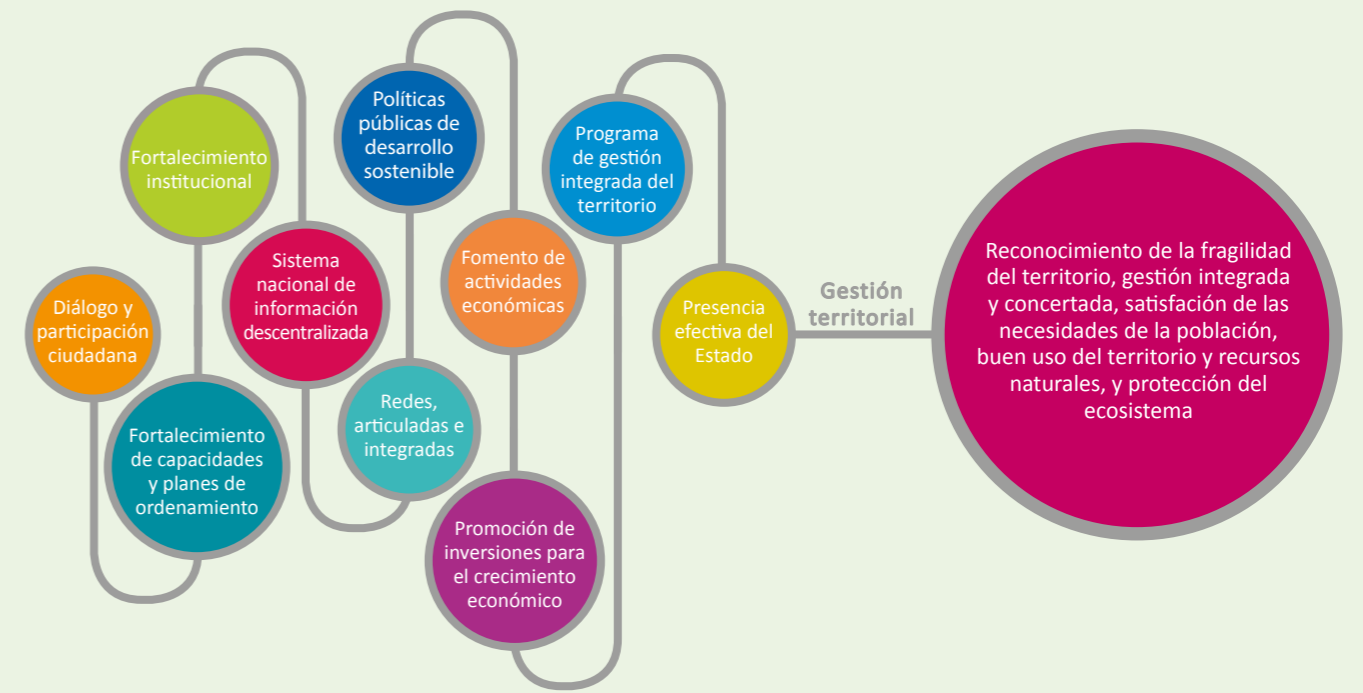 Diálogo y
participación
ciudadana
Fortalecimiento
de capacidades
y planes de
ordenamiento
Fortalecimiento
institucional
Sistema
nacional de
información
descentralizada
Redes,
articuladas e
integradas
Políticas
públicas de
desarrollo
sostenible
Fomento de
actividades
económicas
Promoción de
inversiones para
el crecimiento
económico
Programa
de gestión
integrada del
territorio
Presencia
efectiva del
Estado
Gestión
territorial
Reconocimiento de la fragilidad
del territorio, gestión integrada
y concertada, satisfacción de las
necesidades de la población,
buen uso del territorio y recursos
naturales, y protección del
ecosistema